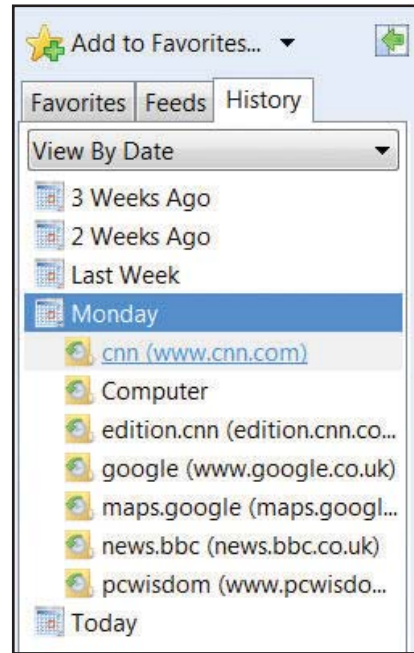 Add to Favorites...
Favorites Feeds History
View By Date
3 Weeks Ago
2 Weeks Ago
Last Week
Monday
cnn (www.cnn.com)
Computer
edition.cnn (edition.cnn.co...
google (www.google.co.uk)
maps.google (maps.googl...
news.bbc (news.bbc.co.uk)
pcwisdom (www.pcwisdo...
Today